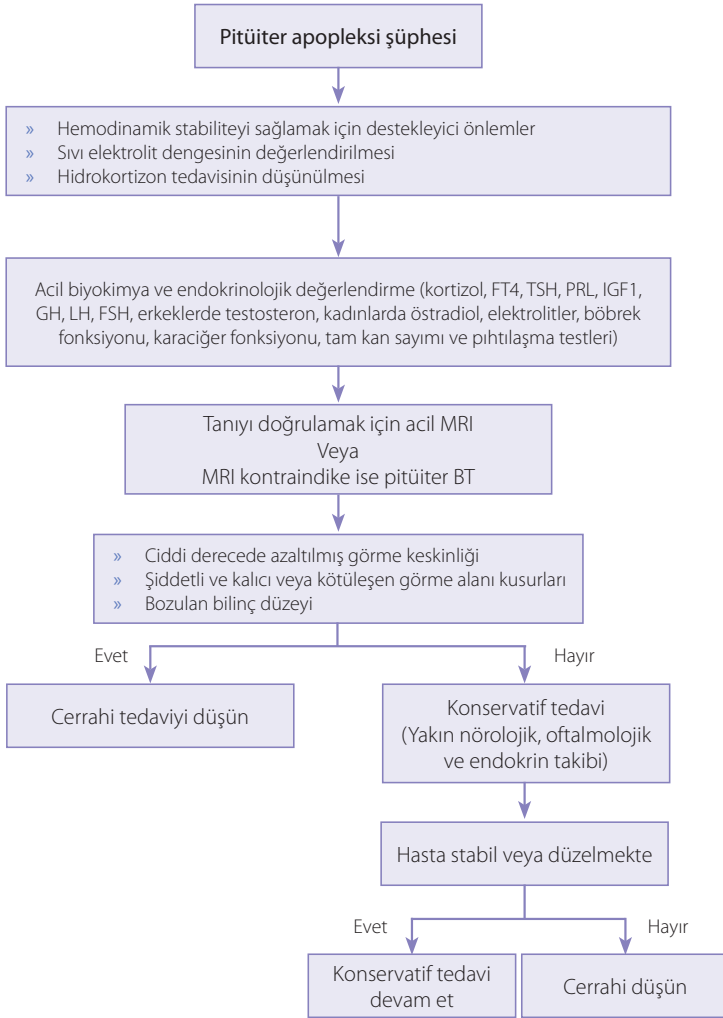 Pitüiter apopleksi şüphesi
» Hemodinamik stabiliteyi sağlamak için destekleyici önlemler
» Sıvı elektrolit dengesinin değerlendirilmesi
» Hidrokortizon tedavisinin düşünülmesi
Acil biyokimya ve endokrinolojik değerlendirme (kortizol, FT4, TSH, PRL, IGF1,
GH, LH, FSH, erkeklerde testosteron, kadınlarda östradiol, elektrolitler, böbrek
fonksiyonu, karaciğer fonksiyonu, tam kan sayımı ve pıhtılaşma testleri)
Tanıyı doğrulamak için acil MRI
Veya
MRI kontraindike ise pitüiter BT
» Ciddi derecede azaltılmış görme keskinliği
» Şiddetli ve kalıcı veya kötüleşen görme alanı kusurları
» Bozulan bilinç düzeyi
Evet
Hayır
Cerrahi tedaviyi düşün
Konservatif tedavi
(Yakın nörolojik, oftalmolojik
ve endokrin takibi)
Hasta stabil veya düzelmekte
Evet
Hayır
Konservatif tedavi
devam et
Cerrahi düşün